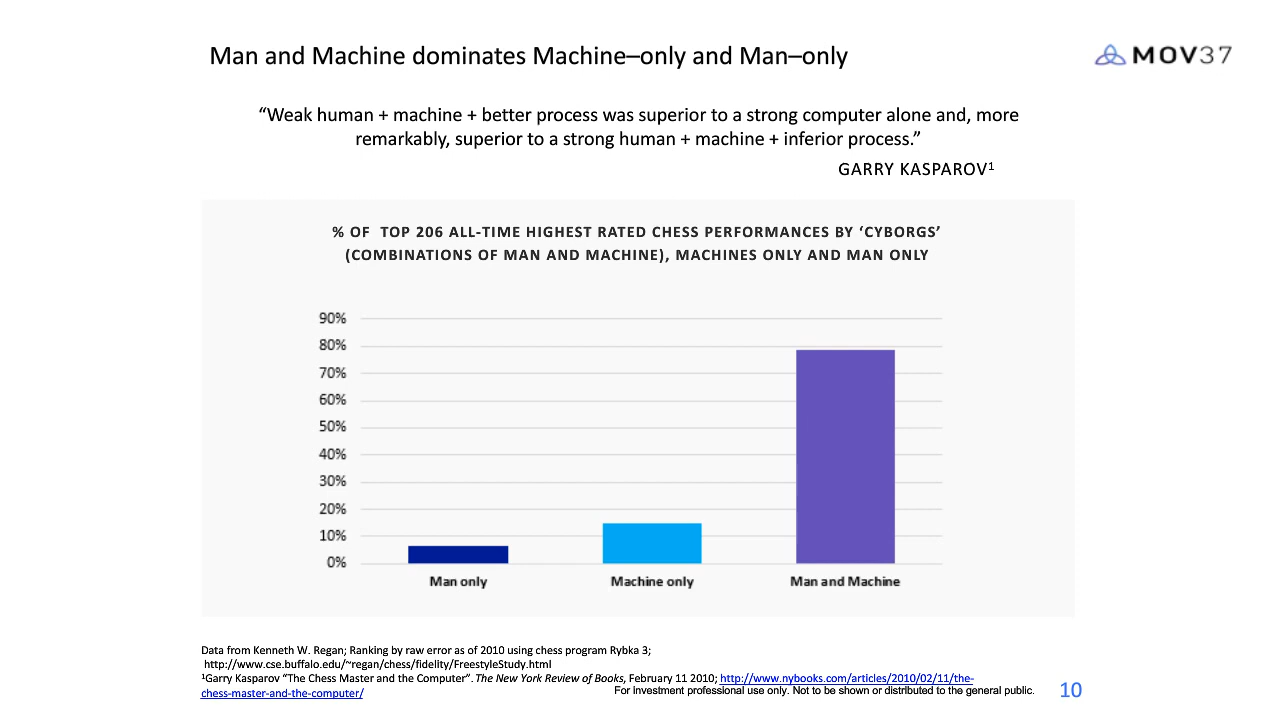 Man and Machine dominates Machine–only and Man–only
MOV37
“Weak human + machine + better process was superior to a strong computer alone and, more
remarkably, superior to a strong human + machine + inferior process.”
GARRY KASPAROV¹
% OF TOP 206 ALL-TIME HIGHEST RATED CHESS PERFORMANCES BY ‘CYBORGS’
(COMBINATIONS OF MAN AND MACHINE), MACHINES ONLY AND MAN ONLY
90%
80%
70%
60%
50%
40%
30%
20%
10%
0%
Man only
Machine only
Man and Machine
Data from Kenneth W. Regan; Ranking by raw error as of 2010 using chess program Rybka 3;
http://www.cse.buffalo.edu/~regan/chess/fidelity/FreestyleStudy.html
¹Garry Kasparov “The Chess Master and the Computer”. The New York Review of Books, February 11 2010; http://www.nybooks.com/articles/2010/02/11/the-
chess-master-and-the-computer/
For investment professional use only. Not to be shown or distributed to the general public.
10